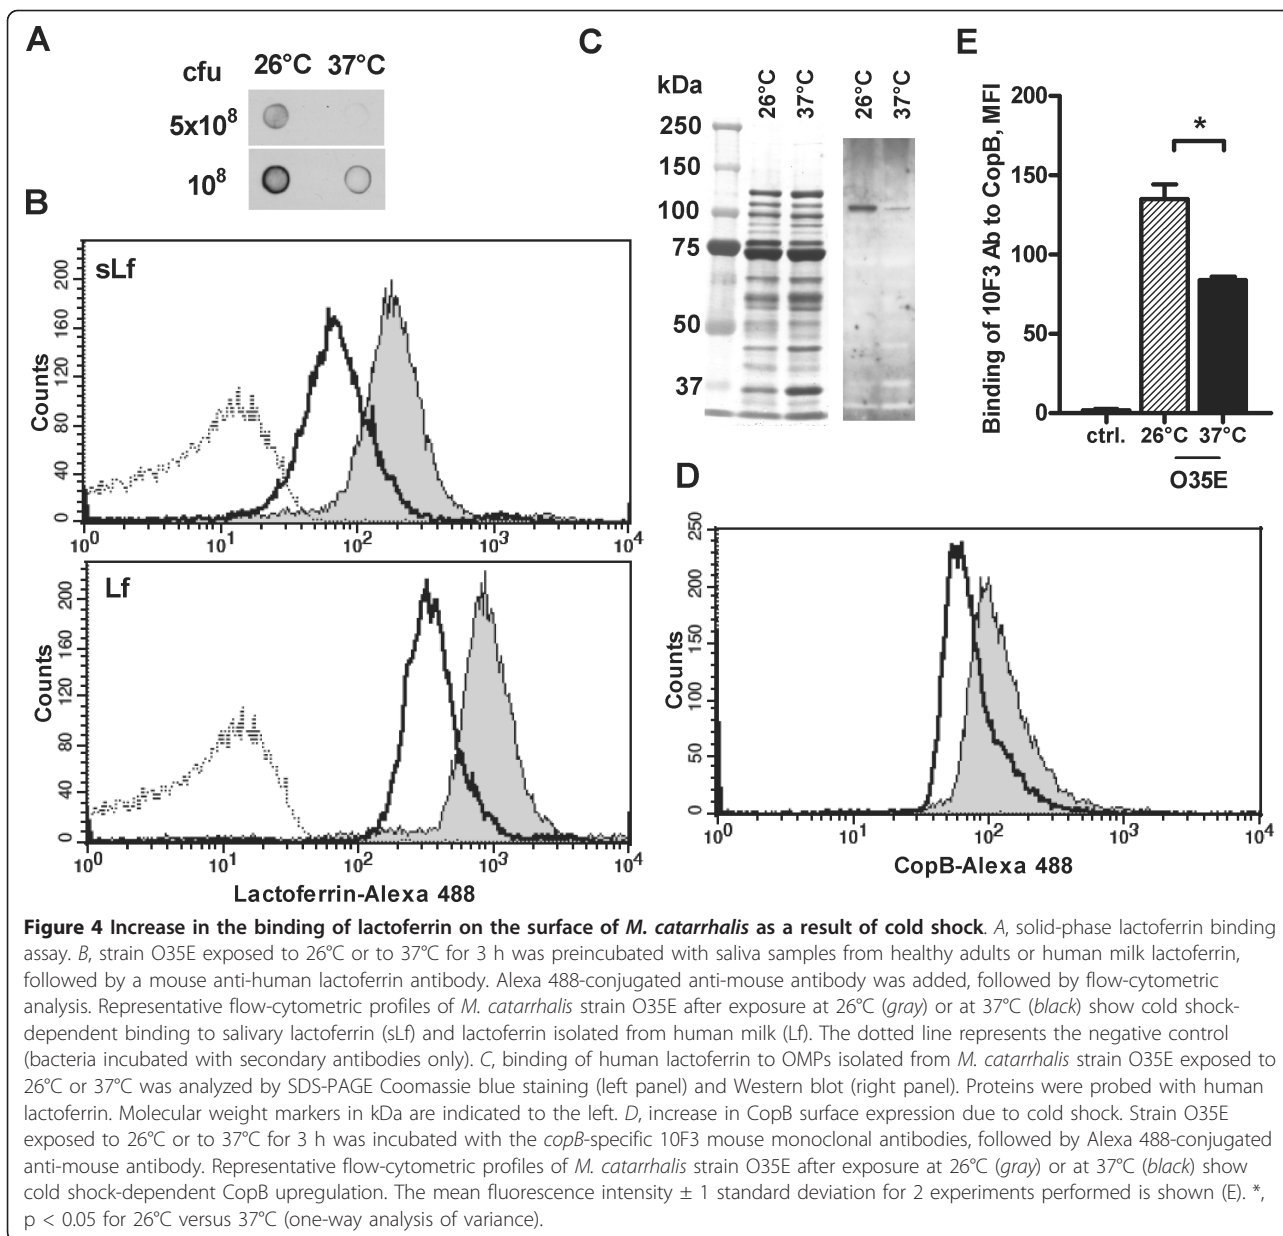 A
cfu 26°C 37°C
5x10⁸
10⁸
B
sLf
Counts
0 40 80 120 160 200
10⁰ 10¹ 10² 10³ 10⁴
Lf
Counts
0 40 80 120 160 200
10⁰ 10¹ 10² 10³ 10⁴
Lactoferrin-Alexa 488
C
kDa 26°C 37°C 26°C 37°C
250
150
100
75
50
37
E
Binding of 10F3 Ab to CopB, MFI
200
150
100
50
0
*
ctrl. 26°C 37°C
O35E
D
Counts
0 50 100 150 200 250
10⁰ 10¹ 10² 10³ 10⁴
CopB-Alexa 488
Figure 4 Increase in the binding of lactoferrin on the surface of M. catarrhalis as a result of cold shock. A, solid-phase lactoferrin binding
assay. B, strain O35E exposed to 26°C or to 37°C for 3 h was preincubated with saliva samples from healthy adults or human milk lactoferrin,
followed by a mouse anti-human lactoferrin antibody. Alexa 488-conjugated anti-mouse antibody was added, followed by flow-cytometric
analysis. Representative flow-cytometric profiles of M. catarrhalis strain O35E after exposure at 26°C (gray) or at 37°C (black) show cold shock-
dependent binding to salivary lactoferrin (sLf) and lactoferrin isolated from human milk (Lf). The dotted line represents the negative control
(bacteria incubated with secondary antibodies only). C, binding of human lactoferrin to OMPs isolated from M. catarrhalis strain O35E exposed to
26°C or 37°C was analyzed by SDS-PAGE Coomassie blue staining (left panel) and Western blot (right panel). Proteins were probed with human
lactoferrin. Molecular weight markers in kDa are indicated to the left. D, increase in CopB surface expression due to cold shock. Strain O35E
exposed to 26°C or to 37°C for 3 h was incubated with the copB-specific 10F3 mouse monoclonal antibodies, followed by Alexa 488-conjugated
anti-mouse antibody. Representative flow-cytometric profiles of M. catarrhalis strain O35E after exposure at 26°C (gray) or at 37°C (black) show
cold shock-dependent CopB upregulation. The mean fluorescence intensity ± 1 standard deviation for 2 experiments performed is shown (E). *,
p < 0.05 for 26°C versus 37°C (one-way analysis of variance).